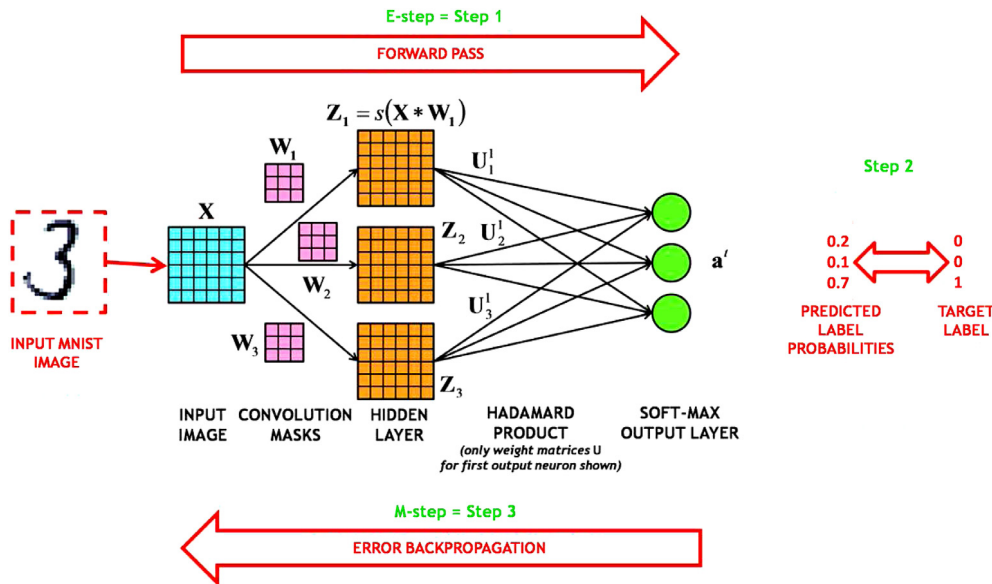 E-step = Step 1
FORWARD PASS
Z₁ = s(X * W₁)
W₁
U₁¹
Step 2
X
Z₂
U₂¹
0.2
0
0.1
0
0.7
1
aᵗ
W₂
U₃¹
W₃
Z₃
INPUT MNIST
IMAGE
PREDICTED
LABEL
PROBABILITIES
TARGET
LABEL
INPUT
IMAGE
CONVOLUTION
MASKS
HIDDEN
LAYER
HADAMARD
PRODUCT
(only weight matrices U
for first output neuron shown)
SOFT-MAX
OUTPUT LAYER
3
M-step = Step 3
ERROR BACKPROPAGATION